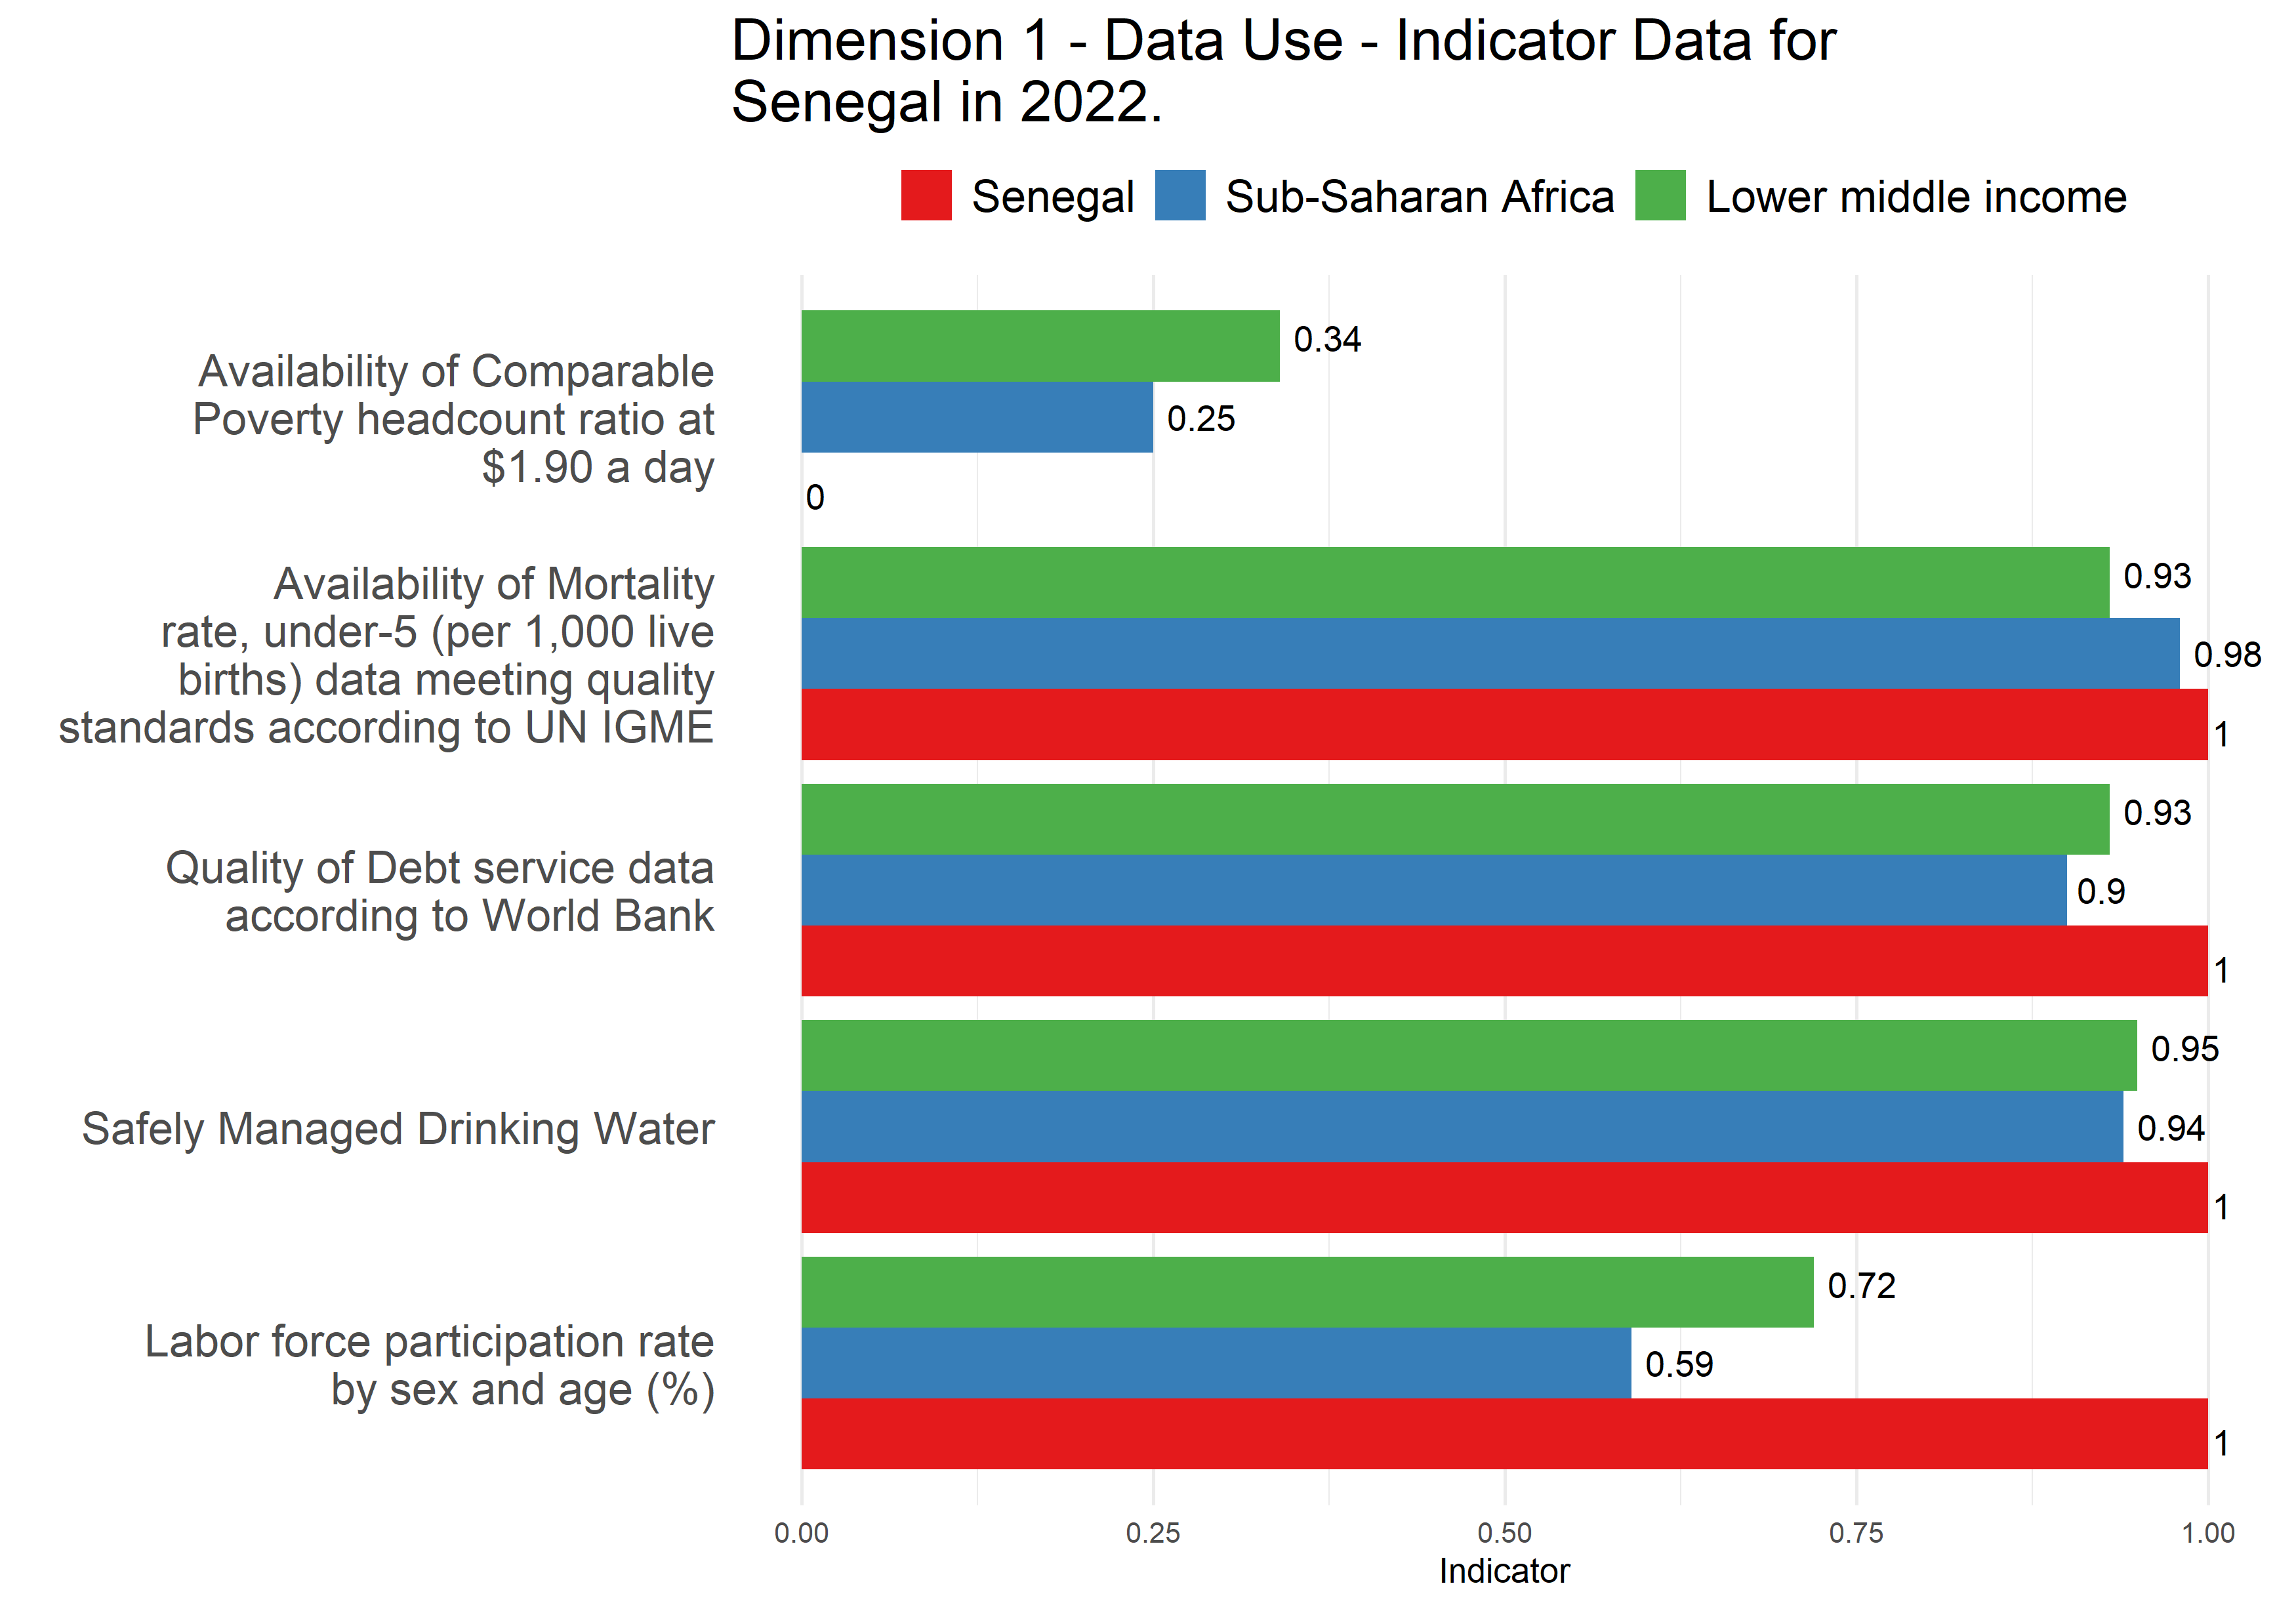 Dimension 1 - Data Use - Indicator Data for
Senegal in 2022.
Senegal
Sub-Saharan Africa
Lower middle income
Availability of Comparable
Poverty headcount ratio at
$1.90 a day
0.34
0.25
0
Availability of Mortality
rate, under-5 (per 1,000 live
births) data meeting quality
standards according to UN IGME
0.93
0.98
1
Quality of Debt service data
according to World Bank
0.93
0.9
1
Safely Managed Drinking Water
0.95
0.94
1
Labor force participation rate
by sex and age (%)
0.72
0.59
1
0.00
0.25
0.50
0.75
1.00
Indicator